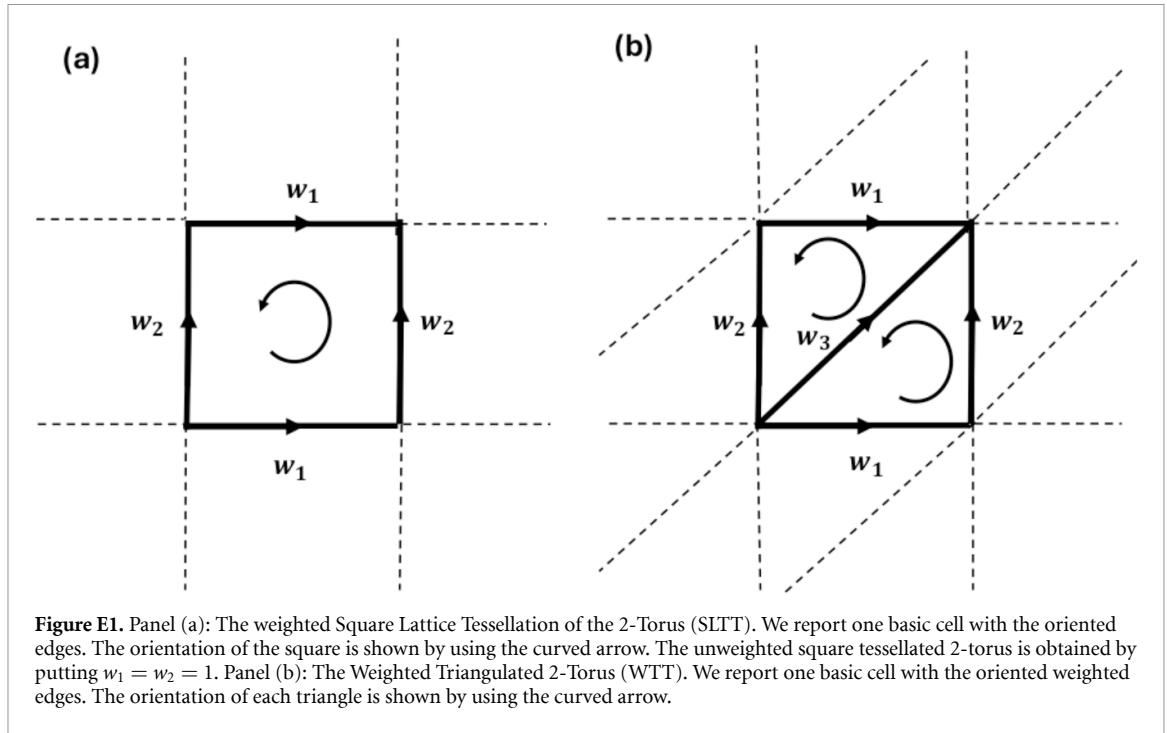 (a)
(b)
w₁
w₁
w₂
w₂
w₂
w₃
w₂
w₁
w₁
Figure E1. Panel (a): The weighted Square Lattice Tessellation of the 2-Torus (SLTT). We report one basic cell with the oriented
edges. The orientation of the square is shown by using the curved arrow. The unweighted square tessellated 2-torus is obtained by
putting w₁ = w₂ = 1. Panel (b): The Weighted Triangulated 2-Torus (WTT). We report one basic cell with the oriented weighted
edges. The orientation of each triangle is shown by using the curved arrow.